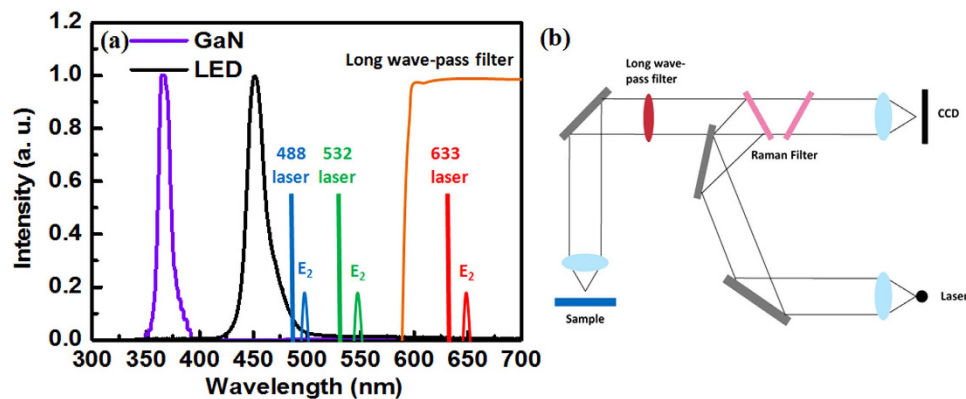 (a)
GaN
LED
Long wave-pass filter
488
laser
532
laser
633
laser
E2
E2
E2
Intensity (a. u.)
1.2
1.0
0.8
0.6
0.4
0.2
0.0
300 350 400 450 500 550 600 650 700
Wavelength (nm)
(b)
Long wave-
pass filter
Raman Filter
CCD
Sample
Laser